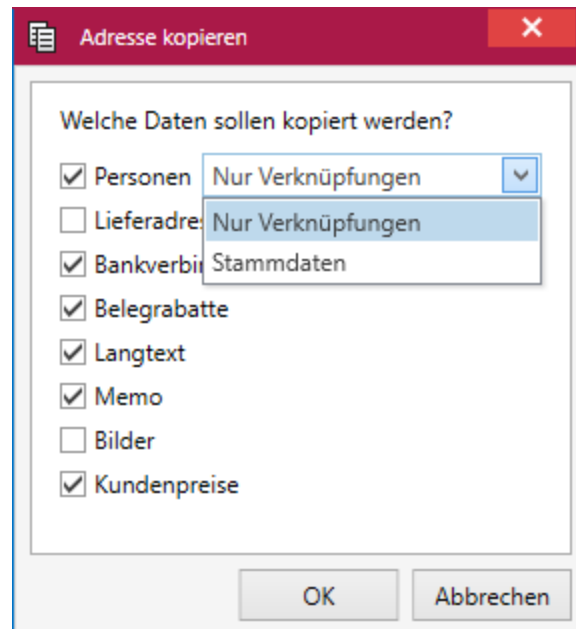 Adresse kopieren
Welche Daten sollen kopiert werden?
Personen Nur Verknüpfungen
Nur Verknüpfungen
Stammdaten
Belegrabatte
Langtext
Memo
Bilder
Kundenpreise
OK Abbrechen